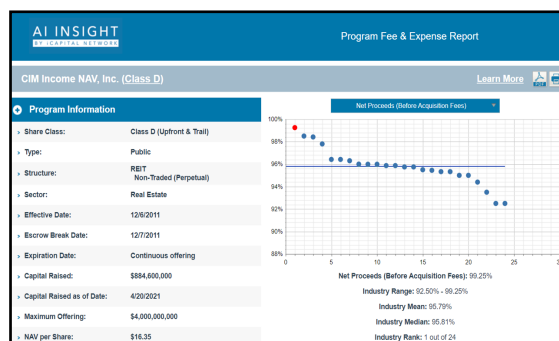 AI INSIGHT
BY iCAPITAL NETWORK
Program Fee & Expense Report
CIM Income NAV, Inc. (Class D)
Learn More
Program Information
Share Class: Class D (Upfront & Trail)
Type: Public
Structure: REIT
Non-Traded (Perpetual)
Sector: Real Estate
Effective Date: 12/6/2011
Escrow Break Date: 12/7/2011
Expiration Date: Continuous offering
Capital Raised: $884,600,000
Capital Raised as of Date: 4/20/2021
Maximum Offering: $4,000,000,000
NAV per Share: $16.35
Net Proceeds (Before Acquisition Fees)
100%
98%
96%
94%
92%
90%
88%
0 5 10 15 20 25
Net Proceeds (Before Acquisition Fees): 99.25%
Industry Range: 92.50% - 99.25%
Industry Mean: 95.79%
Industry Median: 95.81%
Industry Rank: 1 out of 24